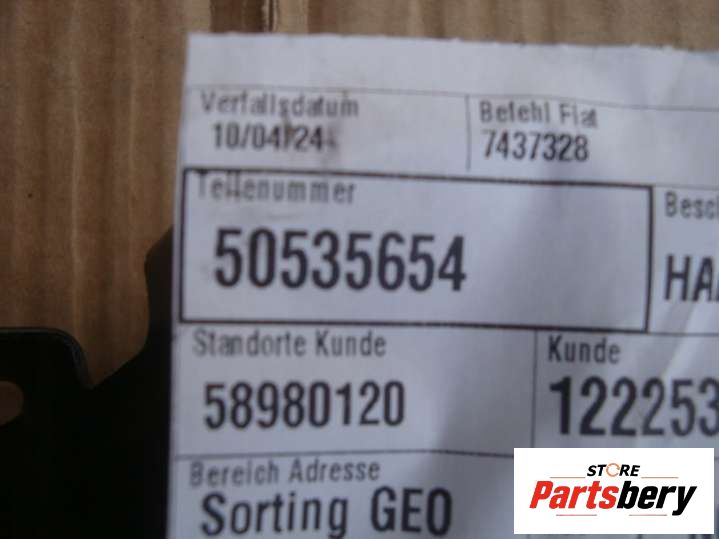 Verfallsdatum
10/04/24
Befehl Fiat
7437328
Teilenummer
50535654
Standorte Kunde
58980120
Kunde
Bereich Adresse
Sorting GEO
STORE
Partsbery